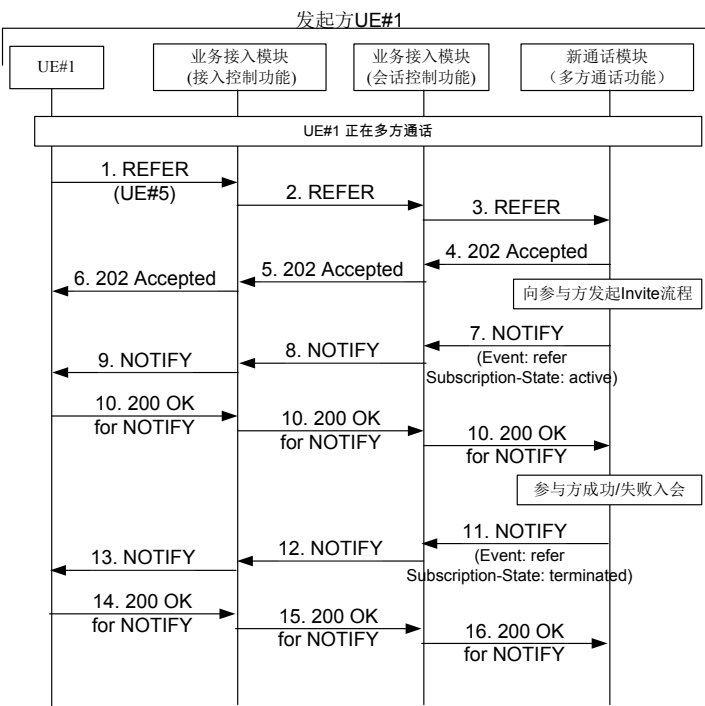 发起方UE#1
UE#1
业务接入模块
(接入控制功能)
业务接入模块
(会话控制功能)
新通话模块
（多方通话功能）
UE#1 正在多方通话
1. REFER
(UE#5)
2. REFER
3. REFER
4. 202 Accepted
5. 202 Accepted
6. 202 Accepted
向参与方发起Invite流程
7. NOTIFY
(Event: refer
Subscription-State: active)
8. NOTIFY
9. NOTIFY
10. 200 OK
for NOTIFY
10. 200 OK
for NOTIFY
10. 200 OK
for NOTIFY
参与方成功/失败入会
11. NOTIFY
(Event: refer
Subscription-State: terminated)
12. NOTIFY
13. NOTIFY
14. 200 OK
for NOTIFY
15. 200 OK
for NOTIFY
16. 200 OK
for NOTIFY